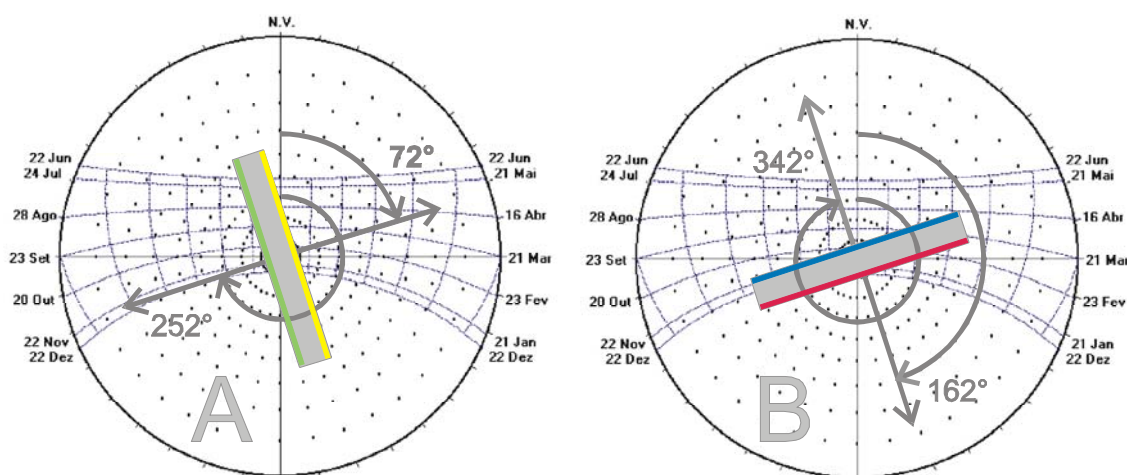 N.V.
22 Jun
24 Jul
28 Ago
23 Set
20 Out
22 Nov
22 Dez
22 Jun
21 Mai
16 Abr
21 Mar
23 Fev
21 Jan
22 Dez
72°
252°
A
N.V.
22 Jun
24 Jul
28 Ago
23 Set
20 Out
22 Nov
22 Dez
22 Jun
21 Mai
16 Abr
21 Mar
23 Fev
21 Jan
22 Dez
342°
162°
B